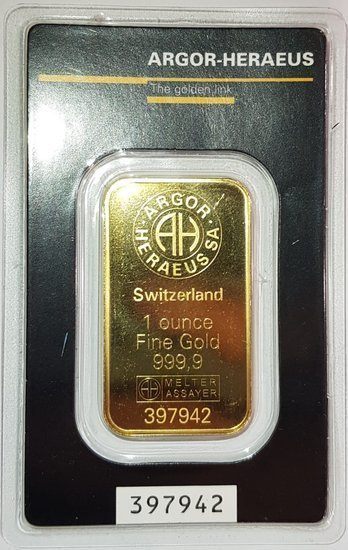 ARGOR-HERAEUS
The golden link
ARGOR
AH
HERAEUS SA
Switzerland
1 ounce
Fine Gold
999,9
AH MELTER
ASSAYER
397942
397942